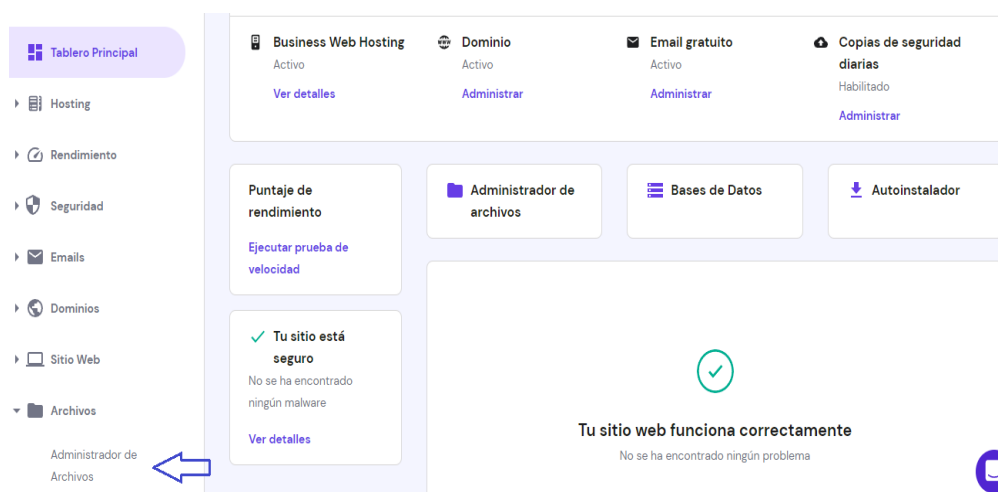 Tablero Principal
Hosting
Rendimiento
Seguridad
Emails
Dominios
Sitio Web
Archivos
Administrador de
Archivos
Business Web Hosting
Activo
Ver detalles
Dominio
Activo
Administrar
Email gratuito
Activo
Administrar
Copias de seguridad
diarias
Habilitado
Administrar
Puntaje de
rendimiento
Ejecutar prueba de
velocidad
Administrador de
archivos
Bases de Datos
Autoinstalador
Tu sitio está
seguro
No se ha encontrado
ningún malware
Ver detalles
Tu sitio web funciona correctamente
No se ha encontrado ningún problema